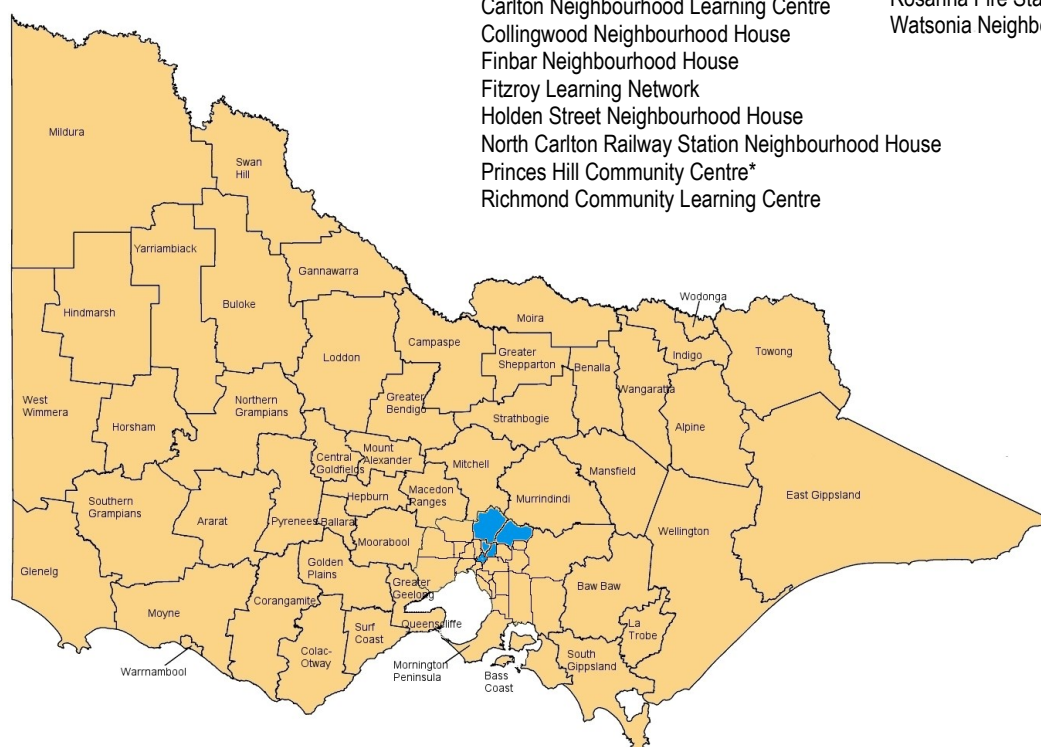 Carlton Neighbourhood Learning Centre
Collingwood Neighbourhood House
Finbar Neighbourhood House
Fitzroy Learning Network
Holden Street Neighbourhood House
North Carlton Railway Station Neighbourhood House
Princes Hill Community Centre*
Richmond Community Learning Centre
Rosanna Fire
Watsonia
Mildura
Swan
Hill
Yarriambiack
Gannawarra
Hindmarsh
Buloke
Wodonga
Moira
Campaspe
Loddon
Greater
Shepparton
Benalla
Indigo
Towong
Wangaratta
West
Wimmera
Northern
Grampians
Greater
Bendigo
Strathbogie
Alpine
Horsham
Central
Goldfields
Mount
Alexander
Mitchell
Mansfield
Southern
Grampians
Ararat
Pyrenees
Hepburn
Ballarat
Macedon
Ranges
Murrindindi
East Gippsland
Moorabool
Wellington
Glenelg
Golden
Plains
Greater
Geelong
Baw Baw
Moyne
Corangamite
Surf
Coast
Queenscliffe
La
Trobe
Colac-
Otway
Warrnambool
Mornington
Peninsula
Bass
Coast
South
Gippsland